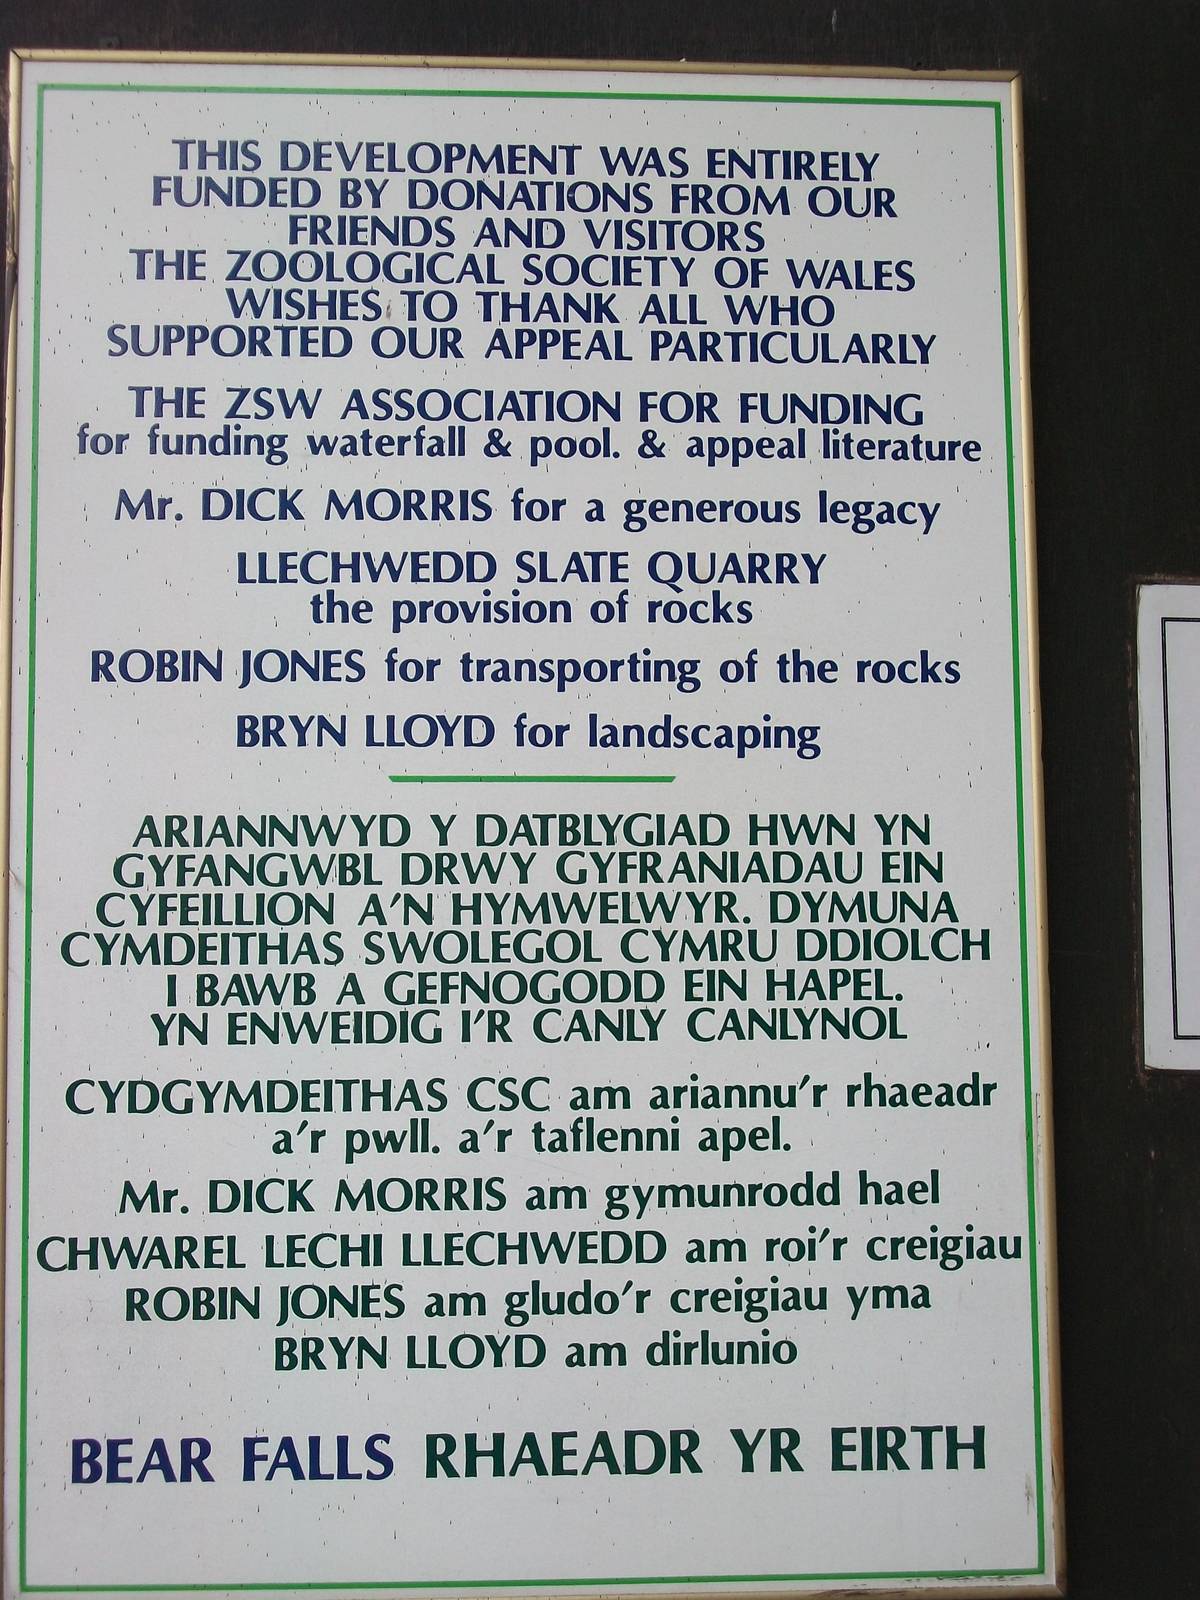 THIS DEVELOPMENT WAS ENTIRELY
FUNDED BY DONATIONS FROM OUR
FRIENDS AND VISITORS
THE ZOOLOGICAL SOCIETY OF WALES
WISHES TO THANK ALL WHO
SUPPORTED OUR APPEAL PARTICULARLY
THE ZSW ASSOCIATION FOR FUNDING
for funding waterfall & pool. & appeal literature
Mr. DICK MORRIS for a generous legacy
LLECHWEDD SLATE QUARRY
the provision of rocks
ROBIN JONES for transporting of the rocks
BRYN LLOYD for landscaping
ARIANNWYD Y DATBLYGIAD HWN YN
GYFANGWBL DRWY GYFRANIADAU EIN
CYFEILLION A'N HYMWELWYR. DYMUNA
CYMDEITHAS SWOLEGOL CYMRU DDIOLCH
I BAWB A GEFNOGODD EIN HAPEL.
YN ENWEIDIG I'R CANLY CANLYNOL
CYDGYMDEITHAS CSC am ariannu'r rhaeadr
a'r pwll. a'r taflenni apel.
Mr. DICK MORRIS am gymunrodd hael
CHWAREL LECHI LLECHWEDD am roi'r creigiau
ROBIN JONES am gludo'r creigiau yma
BRYN LLOYD am dirlunio
BEAR FALLS RHAEADR YR EIRTH